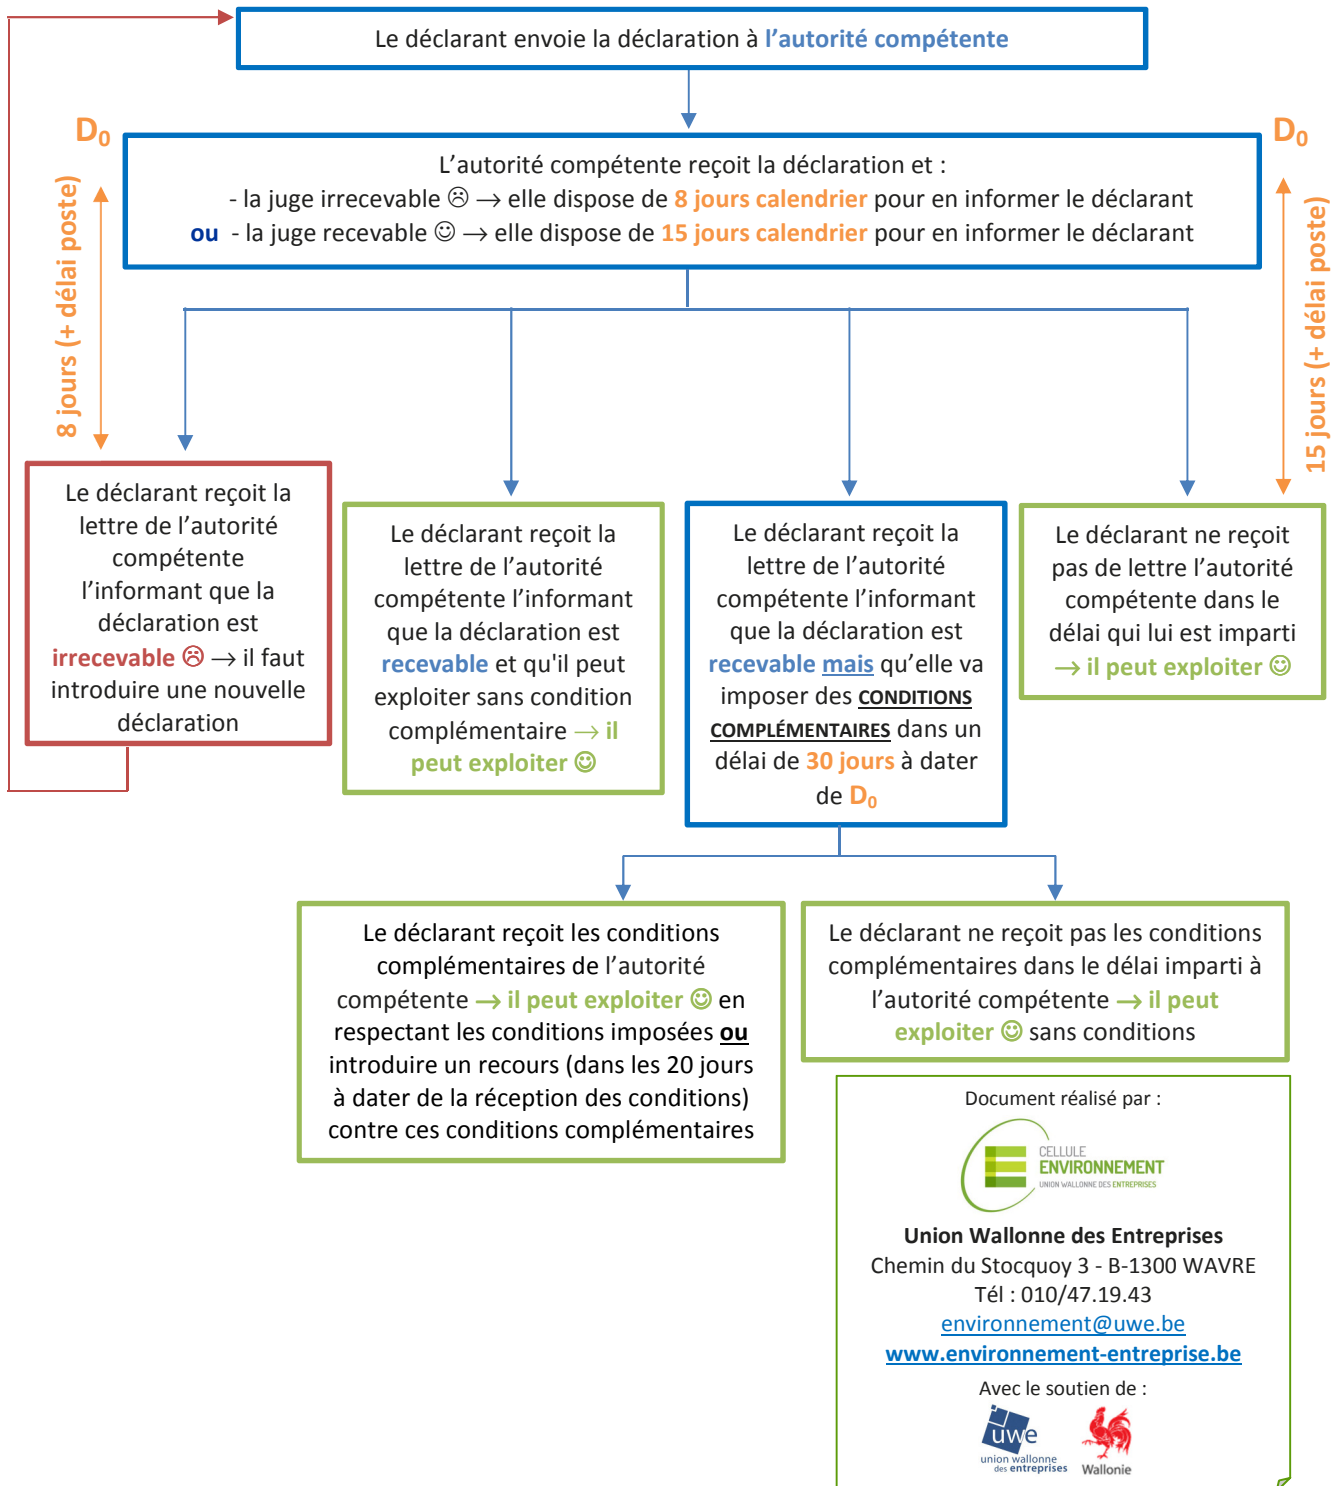 Le déclarant envoie la déclaration à l'autorité compétente
D₀
D₀
L'autorité compétente reçoit la déclaration et :
- la juge irrecevable ☹ → elle dispose de 8 jours calendrier pour en informer le déclarant
ou - la juge recevable ☺ → elle dispose de 15 jours calendrier pour en informer le déclarant
8 jours (+ délai poste)
15 jours (+ délai poste)
Le déclarant reçoit la
lettre de l'autorité
compétente
l'informant que la
déclaration est
irrecevable ☹ → il faut
introduire une nouvelle
déclaration
Le déclarant reçoit la
lettre de l'autorité
compétente l'informant
que la déclaration est
recevable et qu'il peut
exploiter sans condition
complémentaire → il
peut exploiter ☺
Le déclarant reçoit la
lettre de l'autorité
compétente l'informant
que la déclaration est
recevable mais qu'elle va
imposer des CONDITIONS
COMPLÉMENTAIRES dans un
délai de 30 jours à dater
de D₀
Le déclarant ne reçoit
pas de lettre l'autorité
compétente dans le
délai qui lui est imparti
→ il peut exploiter ☺
Le déclarant reçoit les conditions
complémentaires de l'autorité
compétente → il peut exploiter ☺ en
respectant les conditions imposées ou
introduire un recours (dans les 20 jours
à dater de la réception des conditions)
contre ces conditions complémentaires
Le déclarant ne reçoit pas les conditions
complémentaires dans le délai imparti à
l'autorité compétente → il peut
exploiter ☺ sans conditions
Document réalisé par :
CELLULE
ENVIRONNEMENT
UNION WALLONNE DES ENTREPRISES
Union Wallonne des Entreprises
Chemin du Stocquoy 3 - B-1300 WAVRE
Tél : 010/47.19.43
environnement@uwe.be
www.environnement-entreprise.be
Avec le soutien de :
uwe
union wallonne
des entreprises
Wallonie